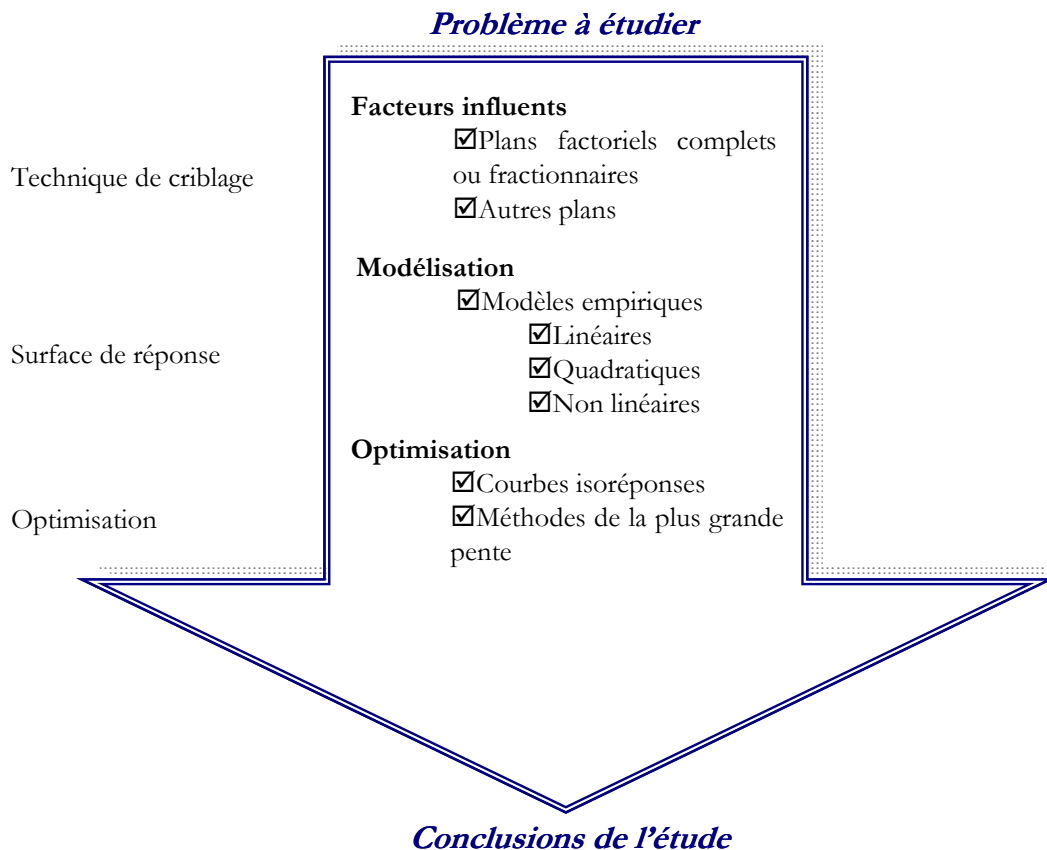 Problème à étudier
Facteurs influents
☑Plans factoriels complets
ou fractionnaires
☑Autres plans
Technique de criblage
Modélisation
☑Modèles empiriques
☑Linéaires
☑Quadratiques
☑Non linéaires
Surface de réponse
Optimisation
☑Courbes isoréponses
☑Méthodes de la plus grande
pente
Optimisation
Conclusions de l'étude